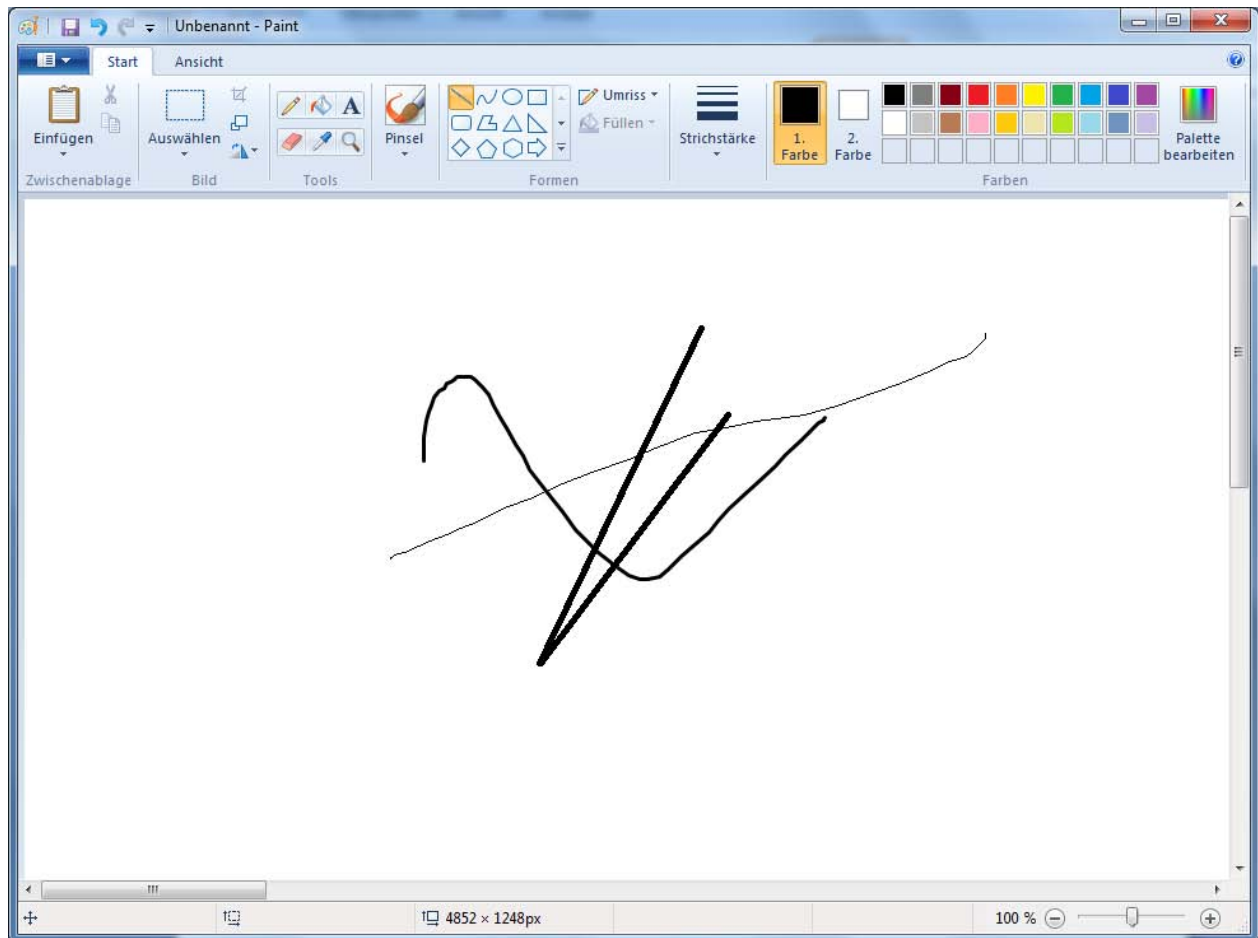 Unbenannt - Paint
Start Ansicht
Einfügen
Auswählen
A
Pinsel
Umriss
Füllen
Strichstärke
1.
Farbe
2.
Farbe
Palette
bearbeiten
Zwischenablage Bild Tools Formen Farben
4852 × 1248px 100 %